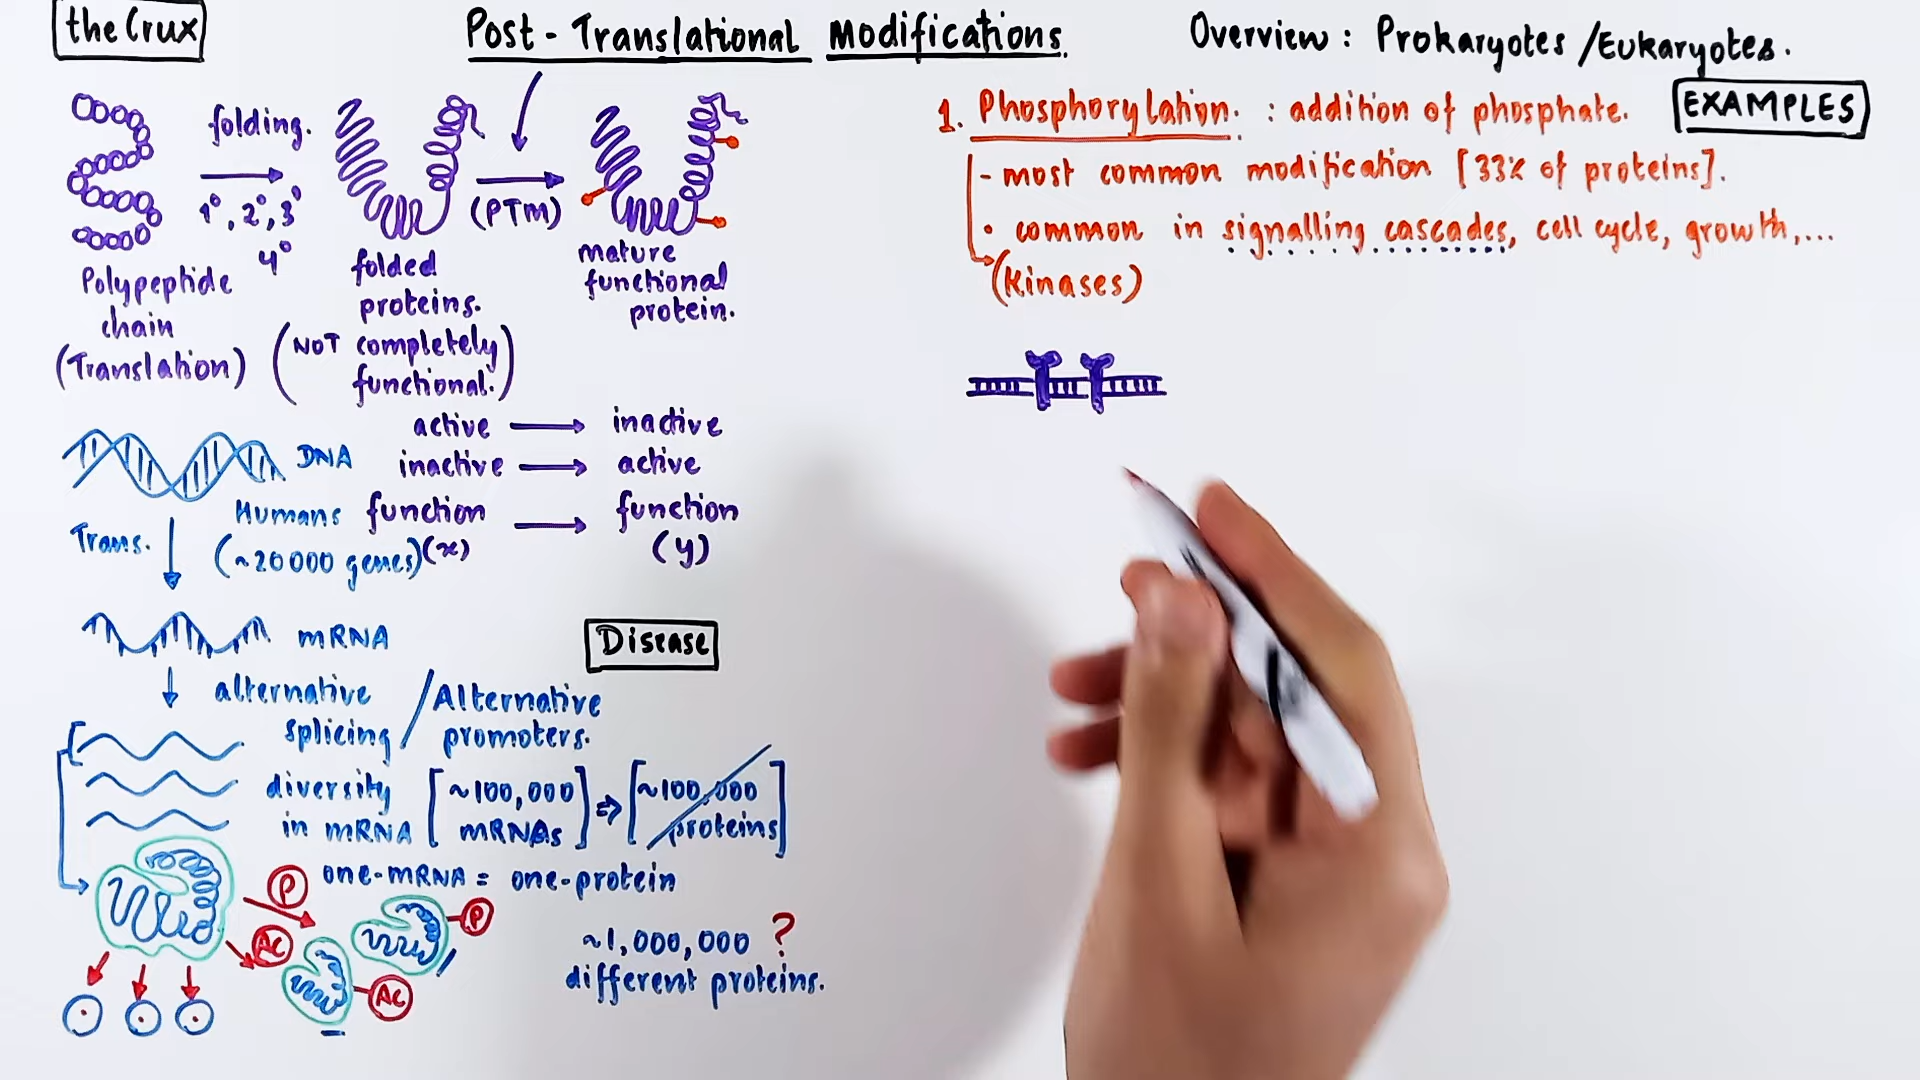 the Crux
Post - Translational Modifications.
Overview : Prokaryotes / Eukaryotes.
folding.
1°, 2°, 3°
4°
(PTM)
Polypeptide
chain
(Translation)
folded
proteins.
(NOT completely
functional.)
mature
functional
protein.
active → inactive
inactive → active
function → function
(x) (y)
DNA
Humans
(~20000 genes)
Trans.
mRNA
Disease
alternative / Alternative
splicing promoters.
diversity [~100,000 ⇒ [~100,000
in mRNA mRNAs] proteins]
one-mRNA = one-protein
P
AC
P
AC
~1,000,000 ?
different proteins.
1. Phosphorylation. : addition of phosphate.
EXAMPLES
- most common modification [33% of proteins].
• common in signalling cascades, cell cycle, growth,...
(Kinases)